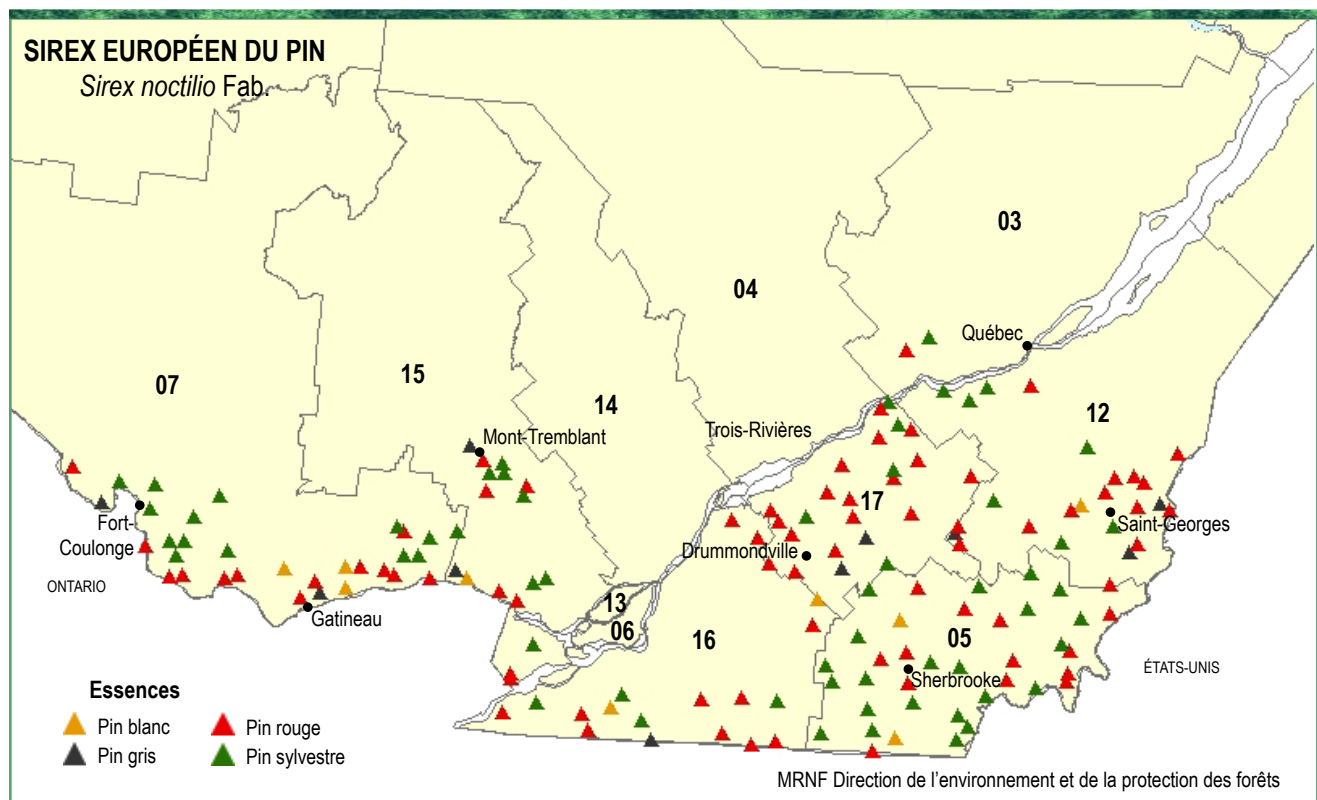 SIREX EUROPÉEN DU PIN
Sirex noctilio Fab.
03
04
Québec
07
15
14
12
Trois-Rivières
Mont-Tremblant
17
Fort-
Coulonge
Saint-Georges
Drummondville
ONTARIO
13
Gatineau
06
16
05
ÉTATS-UNIS
Sherbrooke
Essences
Pin blanc
Pin rouge
Pin gris
Pin sylvestre
MRNF Direction de l'environnement et de la protection des forêts